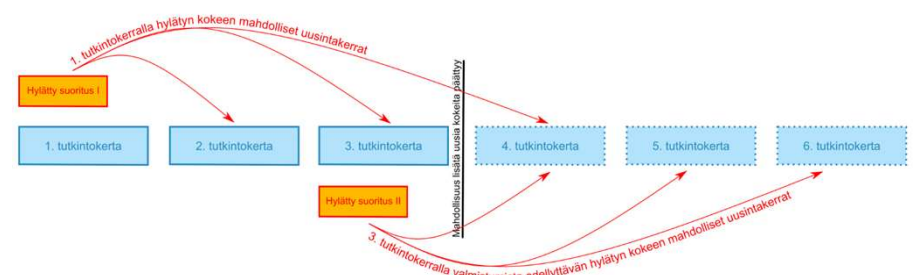 1. tutkintokerralla hylätyn kokeen mahdolliset uusintakerrat
Hylätty suoritus I
1. tutkintokerta
2. tutkintokerta
3. tutkintokerta
Mahdollisuus lisätä uusia kokeita päättyy
4. tutkintokerta
5. tutkintokerta
6. tutkintokerta
Hylätty suoritus II
3. tutkintokerralla valmistumista edellyttävän hylätyn kokeen mahdolliset uusintakerrat